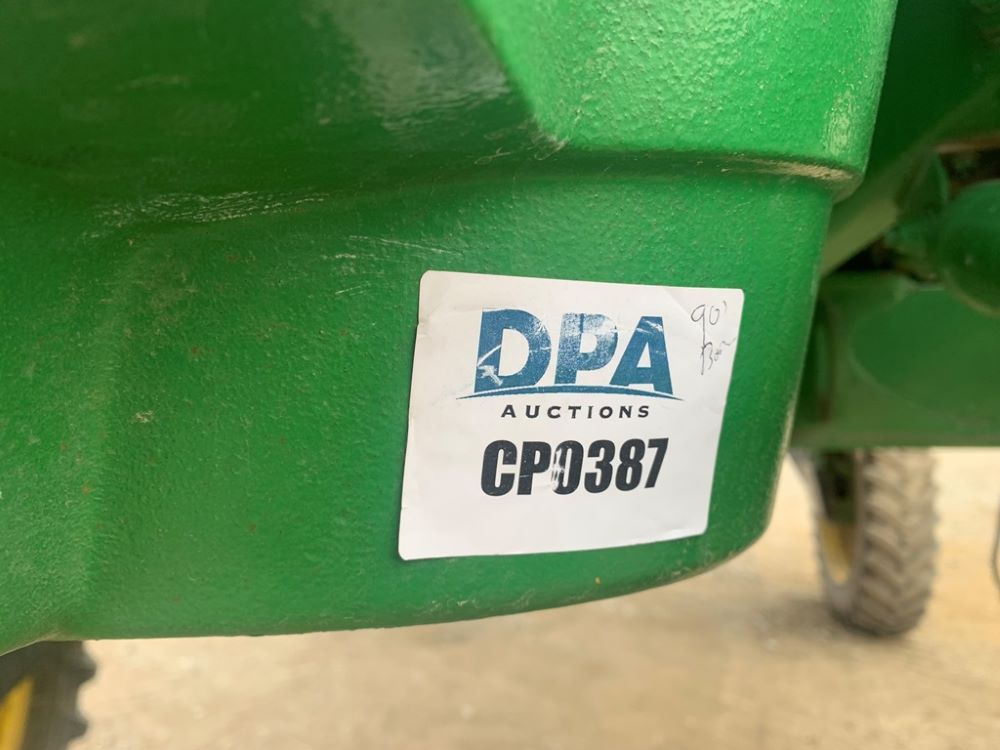 DPA
AUCTIONS
CP0387
90'